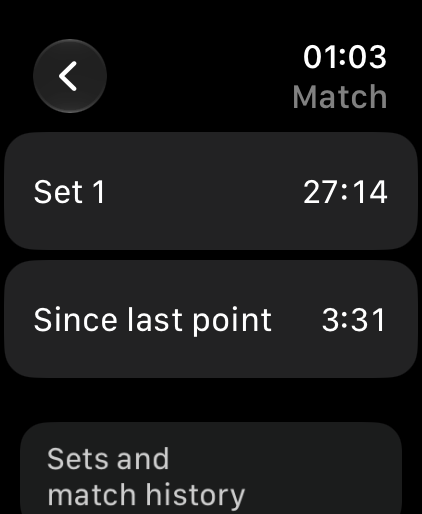 01:03
Match
Set 1 27:14
Since last point 3:31
Sets and
match history